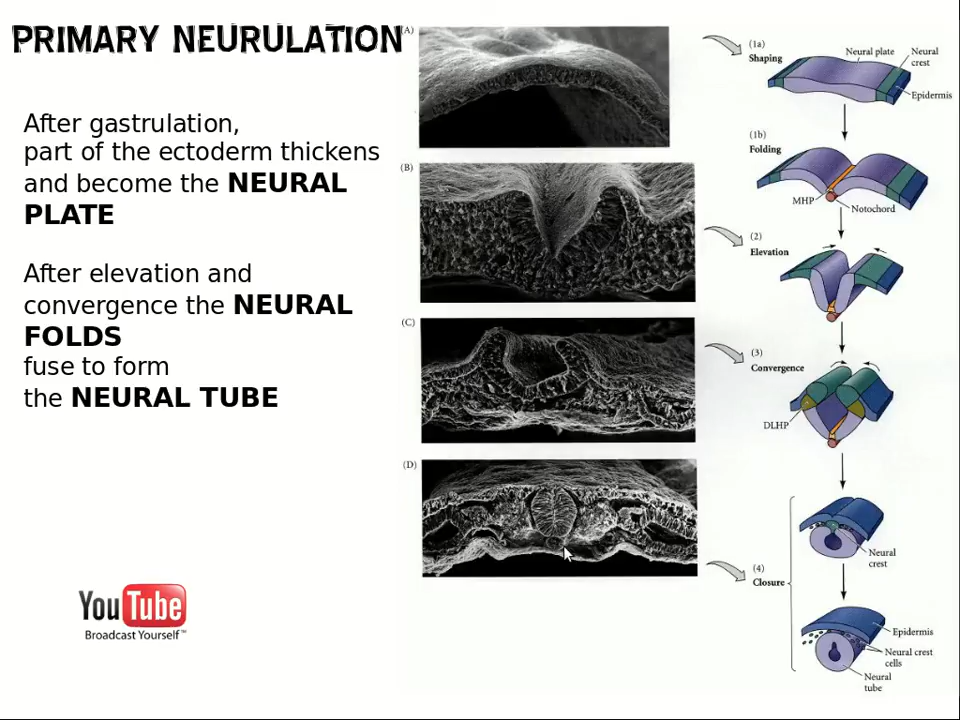 PRIMARY NEURULATION
After gastrulation,
part of the ectoderm thickens
and become the NEURAL
PLATE
After elevation and
convergence the NEURAL
FOLDS
fuse to form
the NEURAL TUBE
YouTube
Broadcast Yourself™
(A)
(B)
(C)
(D)
(1a)
Shaping
Neural plate
Neural
crest
Epidermis
(1b)
Folding
MHP
Notochord
(2)
Elevation
(3)
Convergence
DLHP
(4)
Closure
Neural
crest
Epidermis
Neural crest
cells
Neural
tube